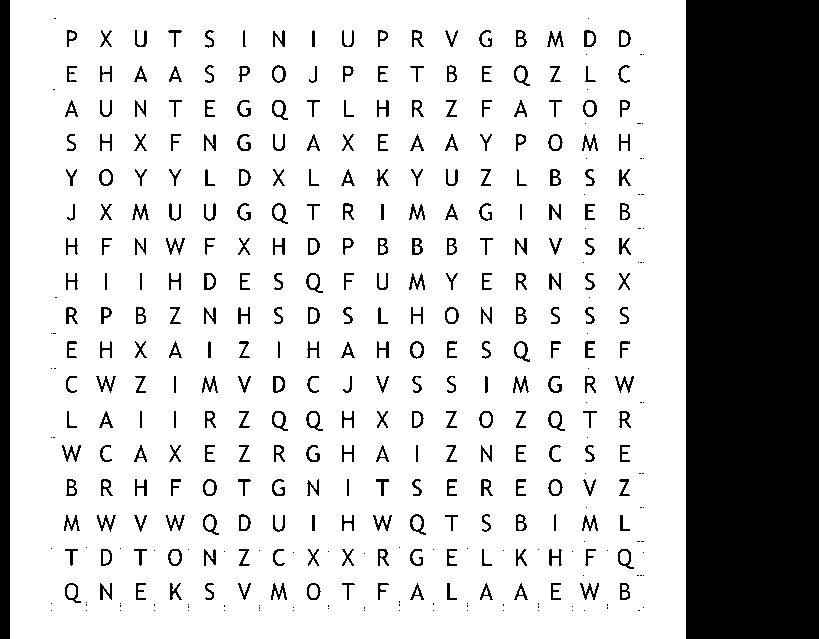 P X U T S I N I U P R V G B M D D
E H A A S P O J P E T B E Q Z L C
A U N T E G Q T L H R Z F A T O P
S H X F N G U A X E A A Y P O M H
Y O Y Y L D X L A K Y U Z L B S K
J X M U U G Q T R I M A G I N E B
H F N W F X H D P B B B T N V S K
H I I H D E S Q F U M Y E R N S X
R P B Z N H S D S L H O N B S S S
E H X A I Z I H A H O E S Q F E F
C W Z I M V D C J V S S I M G R W
L A I I R Z Q Q H X D Z O Z Q T R
W C A X E Z R G H A I Z N E C S E
B R H F O T G N I T S E R E O V Z
M W V W Q D U I H W Q T S B I M L
T D T O N Z C X X R G E L K H F Q
Q N E K S V M O T F A L A A E W B